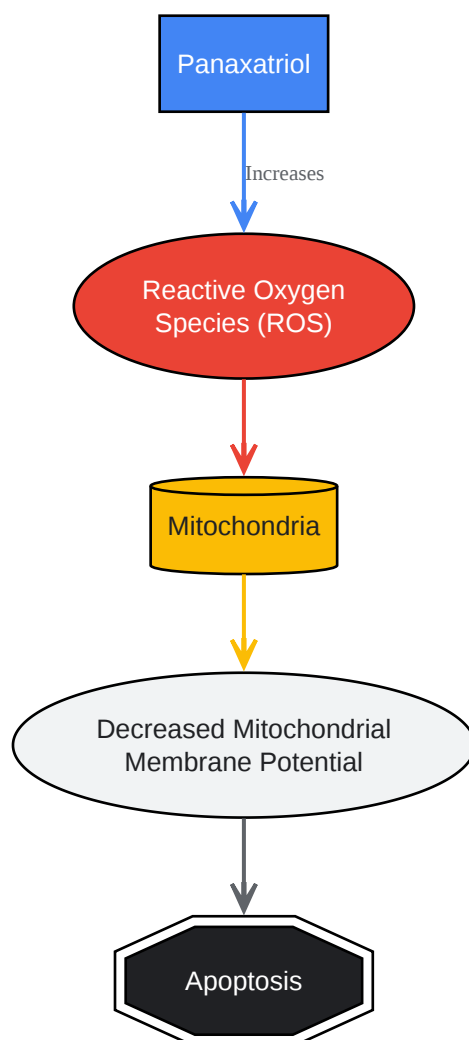 Panaxatriol
Increases
Reactive Oxygen
Species (ROS)
Mitochondria
Decreased Mitochondrial
Membrane Potential
Apoptosis